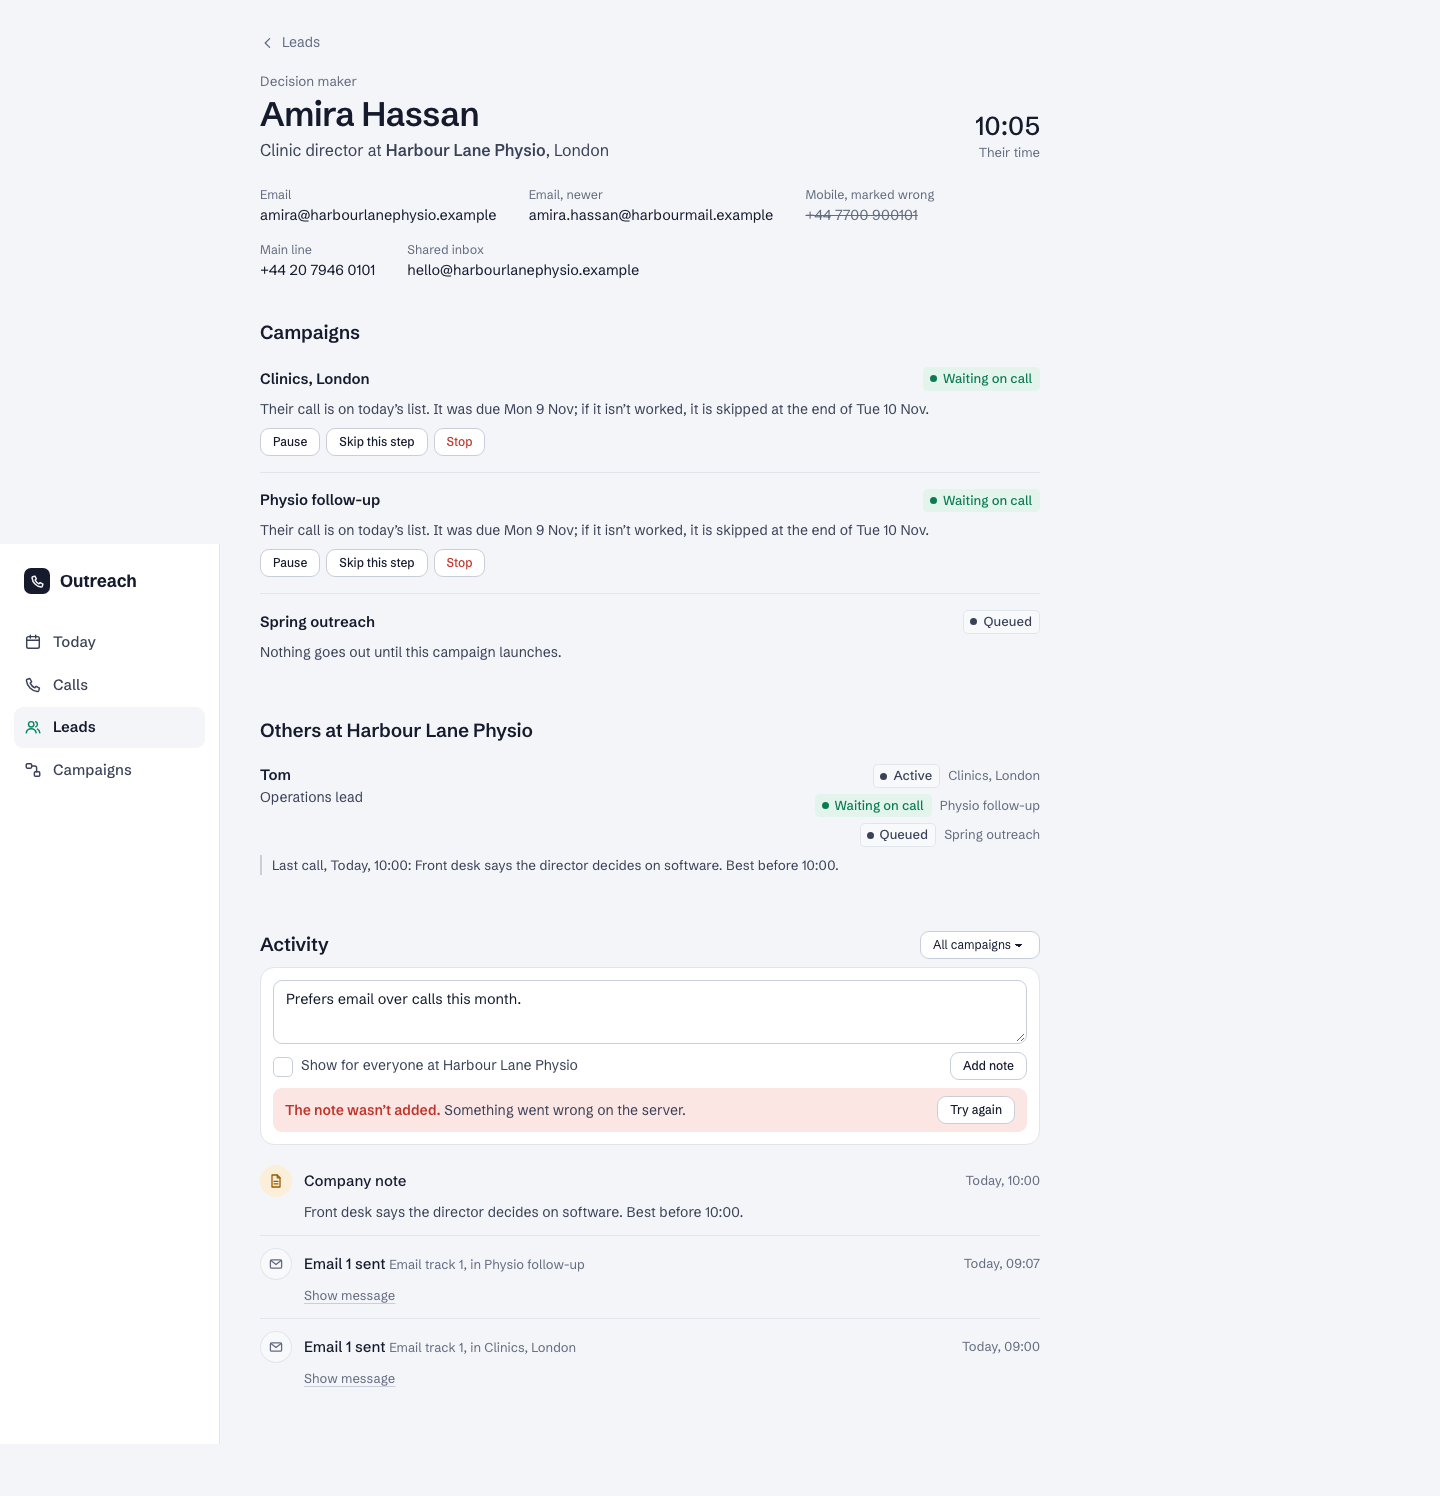 Leads
Decision maker
Amira Hassan
Clinic director at Harbour Lane Physio, London
10:05
Their time
Email
amira@harbourlanephysio.example
Email, newer
amira.hassan@harbourmail.example
Mobile, marked wrong
+44 7700 900101
Main line
+44 20 7946 0101
Shared inbox
hello@harbourlanephysio.example
Campaigns
Clinics, London
Waiting on call
Their call is on today’s list. It was due Mon 9 Nov; if it isn’t worked, it is skipped at the end of Tue 10 Nov.
Pause
Skip this step
Stop
Physio follow-up
Waiting on call
Their call is on today’s list. It was due Mon 9 Nov; if it isn’t worked, it is skipped at the end of Tue 10 Nov.
Pause
Skip this step
Stop
Spring outreach
Queued
Nothing goes out until this campaign launches.
Outreach
Today
Calls
Leads
Campaigns
Others at Harbour Lane Physio
Tom
Operations lead
Active Clinics, London
Waiting on call Physio follow-up
Queued Spring outreach
Last call, Today, 10:00: Front desk says the director decides on software. Best before 10:00.
Activity
All campaigns
Prefers email over calls this month.
Show for everyone at Harbour Lane Physio
Add note
The note wasn’t added. Something went wrong on the server.
Try again
Company note
Today, 10:00
Front desk says the director decides on software. Best before 10:00.
Email 1 sent Email track 1, in Physio follow-up
Today, 09:07
Show message
Email 1 sent Email track 1, in Clinics, London
Today, 09:00
Show message